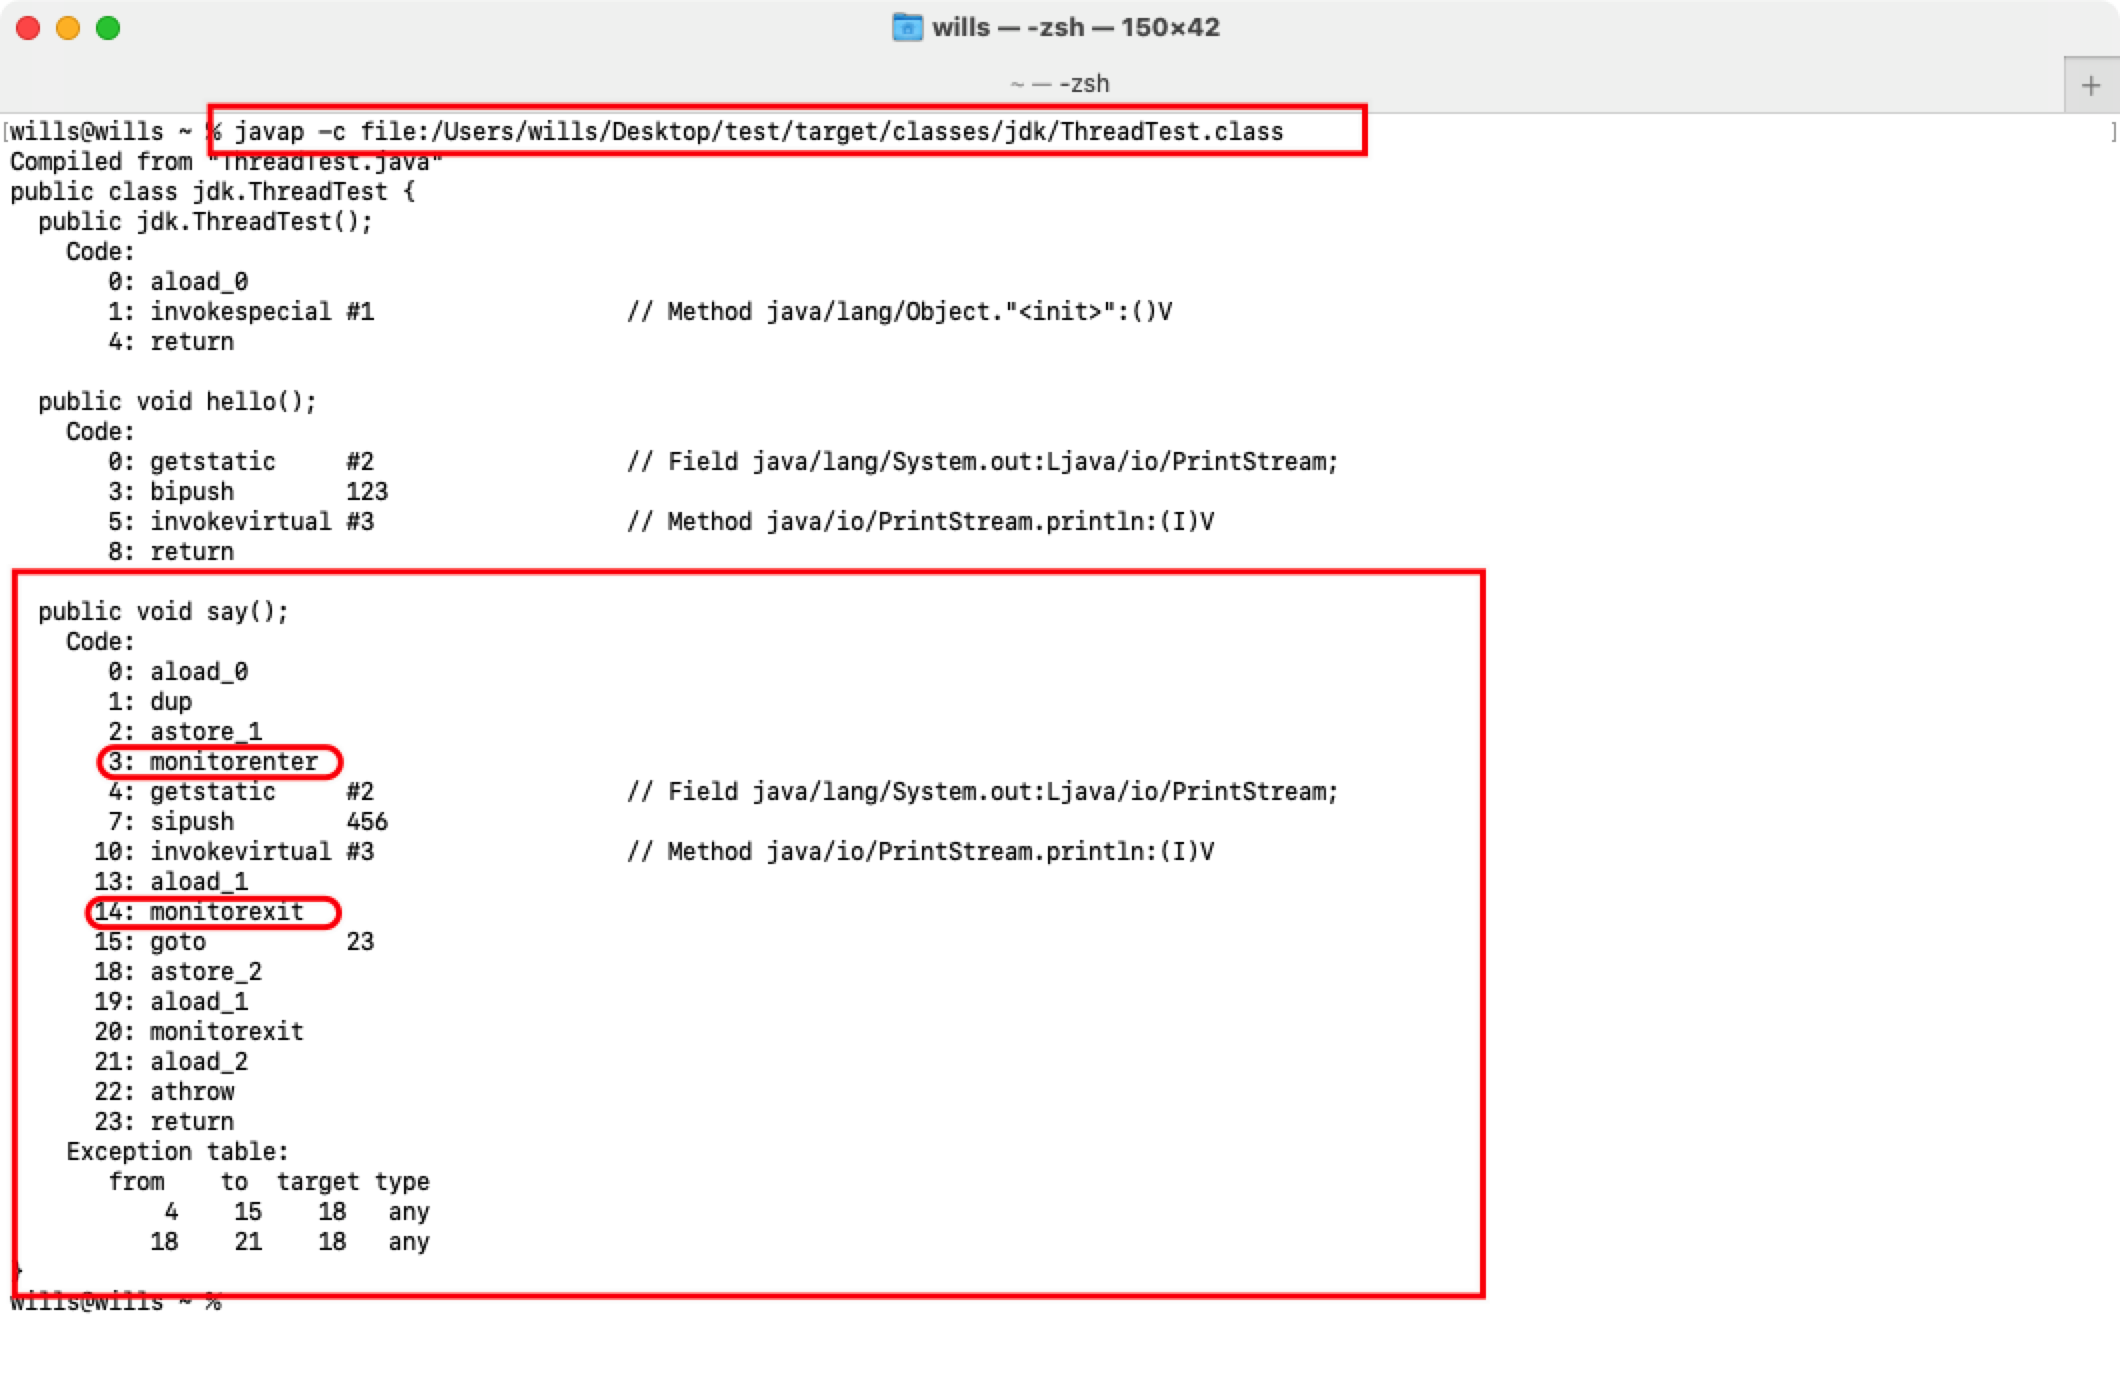 wills — -zsh — 150×42
~ — -zsh
+
[wills@wills ~ % javap -c file:/Users/wills/Desktop/test/target/classes/jdk/ThreadTest.class ]
Compiled from "ThreadTest.java"
public class jdk.ThreadTest {
  public jdk.ThreadTest();
    Code:
       0: aload_0
       1: invokespecial #1                  // Method java/lang/Object."<init>":()V
       4: return
  public void hello();
    Code:
       0: getstatic     #2                  // Field java/lang/System.out:Ljava/io/PrintStream;
       3: bipush        123
       5: invokevirtual #3                  // Method java/io/PrintStream.println:(I)V
       8: return
  public void say();
    Code:
       0: aload_0
       1: dup
       2: astore_1
       3: monitorenter
       4: getstatic     #2                  // Field java/lang/System.out:Ljava/io/PrintStream;
       7: sipush        456
      10: invokevirtual #3                  // Method java/io/PrintStream.println:(I)V
      13: aload_1
      14: monitorexit
      15: goto          23
      18: astore_2
      19: aload_1
      20: monitorexit
      21: aload_2
      22: athrow
      23: return
    Exception table:
       from    to  target type
           4    15    18   any
          18    21    18   any
}
wills@wills ~ %